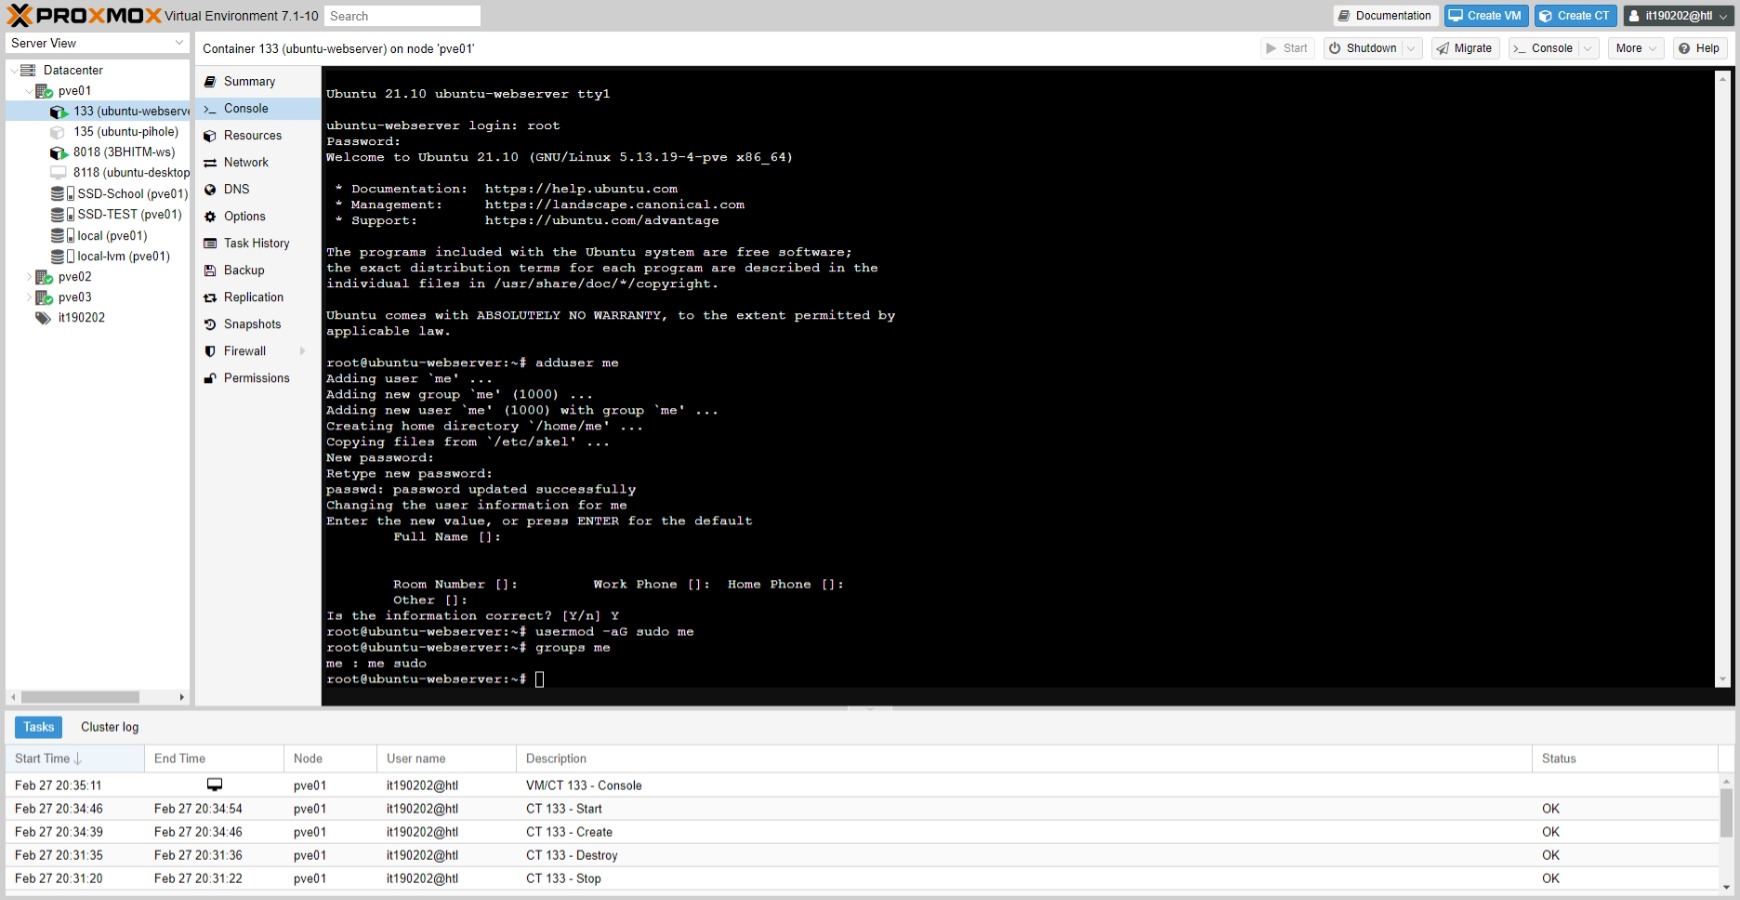 PROXMOX Virtual Environment 7.1-10 Search Documentation Create VM Create CT it190202@htl
Server View
Container 133 (ubuntu-webserver) on node 'pve01' Start Shutdown Migrate >_ Console More Help
Datacenter
pve01
133 (ubuntu-webserve
135 (ubuntu-pihole)
8018 (3BHITM-ws)
8118 (ubuntu-desktop
SSD-School (pve01)
SSD-TEST (pve01)
local (pve01)
local-lvm (pve01)
pve02
pve03
it190202
Summary
>_ Console
Resources
Network
DNS
Options
Task History
Backup
Replication
Snapshots
Firewall
Permissions
Ubuntu 21.10 ubuntu-webserver tty1
ubuntu-webserver login: root
Password:
Welcome to Ubuntu 21.10 (GNU/Linux 5.13.19-4-pve x86_64)
* Documentation: https://help.ubuntu.com
* Management: https://landscape.canonical.com
* Support: https://ubuntu.com/advantage
The programs included with the Ubuntu system are free software;
the exact distribution terms for each program are described in the
individual files in /usr/share/doc/*/copyright.
Ubuntu comes with ABSOLUTELY NO WARRANTY, to the extent permitted by
applicable law.
root@ubuntu-webserver:~# adduser me
Adding user `me' ...
Adding new group `me' (1000) ...
Adding new user `me' (1000) with group `me' ...
Creating home directory `/home/me' ...
Copying files from `/etc/skel' ...
New password:
Retype new password:
passwd: password updated successfully
Changing the user information for me
Enter the new value, or press ENTER for the default
Full Name []:
Room Number []: Work Phone []: Home Phone []:
Other []:
Is the information correct? [Y/n] Y
root@ubuntu-webserver:~# usermod -aG sudo me
root@ubuntu-webserver:~# groups me
me : me sudo
root@ubuntu-webserver:~#
Tasks Cluster log
Start Time End Time Node User name Description Status
Feb 27 20:35:11 pve01 it190202@htl VM/CT 133 - Console
Feb 27 20:34:46 Feb 27 20:34:54 pve01 it190202@htl CT 133 - Start OK
Feb 27 20:34:39 Feb 27 20:34:46 pve01 it190202@htl CT 133 - Create OK
Feb 27 20:31:35 Feb 27 20:31:36 pve01 it190202@htl CT 133 - Destroy OK
Feb 27 20:31:20 Feb 27 20:31:22 pve01 it190202@htl CT 133 - Stop OK